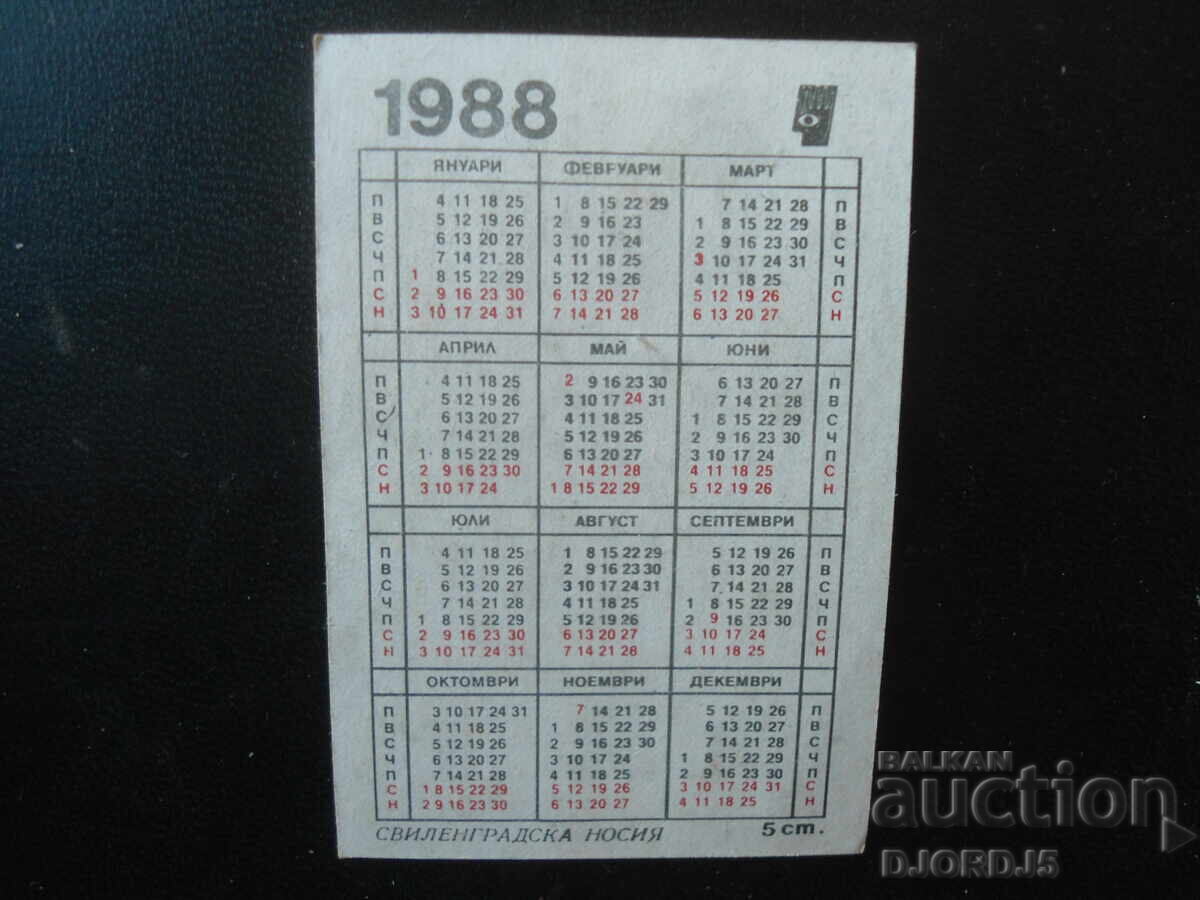 1988
ЯНУАРИ ФЕВРУАРИ МАРТ
П 4 11 18 25 1 8 15 22 29 7 14 21 28 П
В 5 12 19 26 2 9 16 23 1 8 15 22 29 В
С 6 13 20 27 3 10 17 24 2 9 16 23 30 С
Ч 7 14 21 28 4 11 18 25 3 10 17 24 31 Ч
П 1 8 15 22 29 5 12 19 26 4 11 18 25 П
С 2 9 16 23 30 6 13 20 27 5 12 19 26 С
Н 3 10 17 24 31 7 14 21 28 6 13 20 27 Н
АПРИЛ МАЙ ЮНИ
П 4 11 18 25 2 9 16 23 30 6 13 20 27 П
В 5 12 19 26 3 10 17 24 31 7 14 21 28 В
С 6 13 20 27 4 11 18 25 1 8 15 22 29 С
Ч 7 14 21 28 5 12 19 26 2 9 16 23 30 Ч
П 1 8 15 22 29 6 13 20 27 3 10 17 24 П
С 2 9 16 23 30 7 14 21 28 4 11 18 25 С
Н 3 10 17 24 1 8 15 22 29 5 12 19 26 Н
ЮЛИ АВГУСТ СЕПТЕМВРИ
П 4 11 18 25 1 8 15 22 29 5 12 19 26 П
В 5 12 19 26 2 9 16 23 30 6 13 20 27 В
С 6 13 20 27 3 10 17 24 31 7 14 21 28 С
Ч 7 14 21 28 4 11 18 25 1 8 15 22 29 Ч
П 1 8 15 22 29 5 12 19 26 2 9 16 23 30 П
С 2 9 16 23 30 6 13 20 27 3 10 17 24 С
Н 3 10 17 24 31 7 14 21 28 4 11 18 25 Н
ОКТОМВРИ НОЕМВРИ ДЕКЕМВРИ
П 3 10 17 24 31 7 14 21 28 5 12 19 26 П
В 4 11 18 25 1 8 15 22 29 6 13 20 27 В
С 5 12 19 26 2 9 16 23 30 7 14 21 28 С
Ч 6 13 20 27 3 10 17 24 1 8 15 22 29 Ч
П 7 14 21 28 4 11 18 25 2 9 16 23 30 П
С 1 8 15 22 29 5 12 19 26 3 10 17 24 31 С
Н 2 9 16 23 30 6 13 20 27 4 11 18 25 Н
СВИЛЕНГРАДСКА НОСИЯ 5 ст.
BALKAN
auction
DJORDJ5